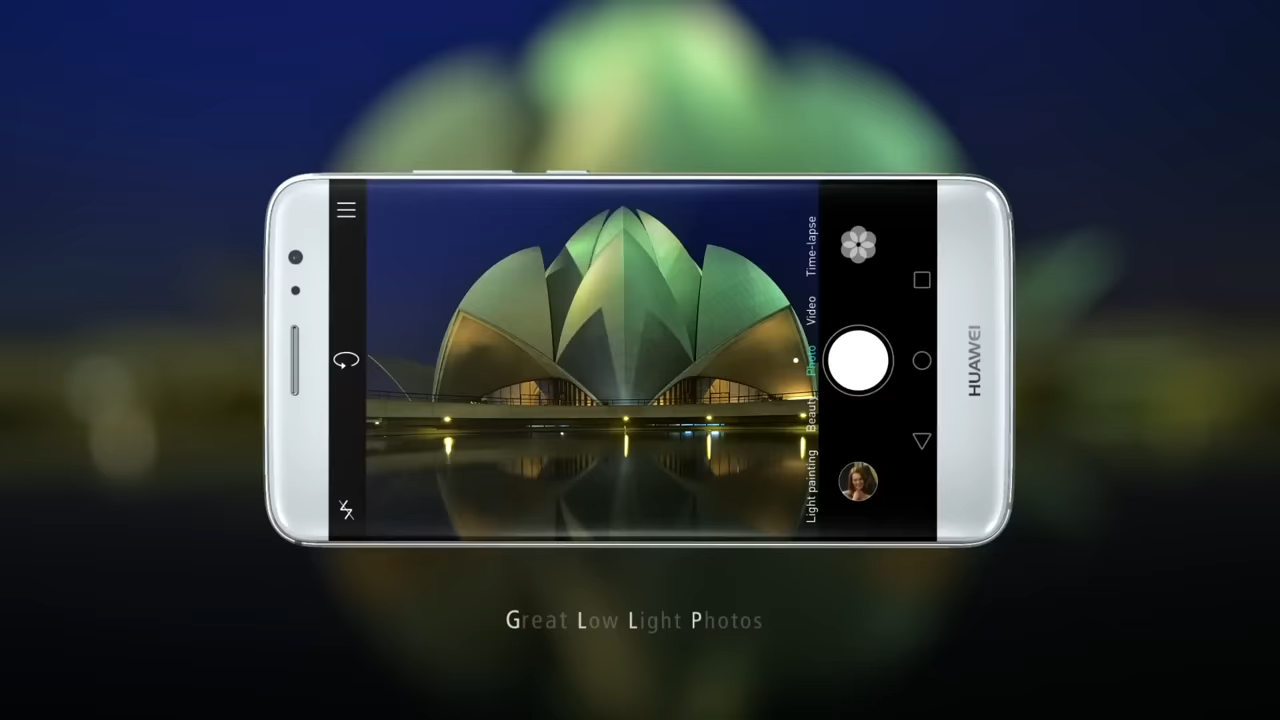 Time-lapse
Video
Photo
Beauty
Light painting
HUAWEI
Great Low Light Photos